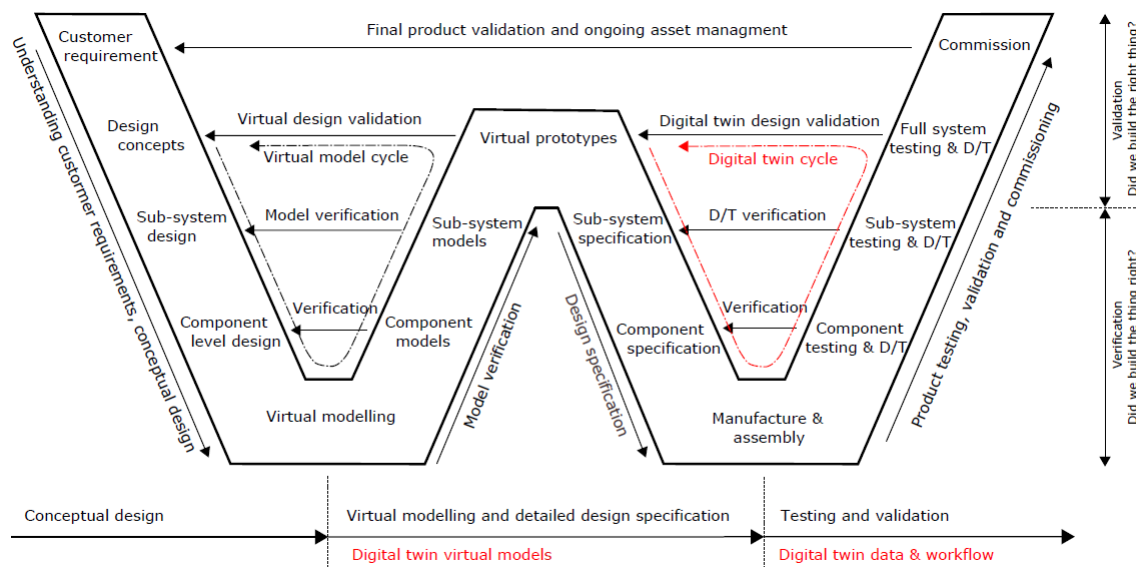 Final product validation and ongoing asset managment
Customer
requirement
Commission
Understanding custormer requirements, conceptual design
Design
concepts
Virtual design validation
Virtual model cycle
Virtual prototypes
Digital twin design validation
Digital twin cycle
Full system
testing & D/T
Sub-system
design
Model verification
Sub-system
models
Sub-system
specification
D/T verification
Sub-system
testing & D/T
Component
level design
Verification
Component
models
Component
specification
Verification
Component
testing & D/T
Virtual modelling
Model verification
Design specification
Manufacture &
assembly
Product testing, validation and commissioning
Validation
Did we build the right thing?
Verification
Did we build the thing right?
Conceptual design
Virtual modelling and detailed design specification
Testing and validation
Digital twin virtual models
Digital twin data & workflow